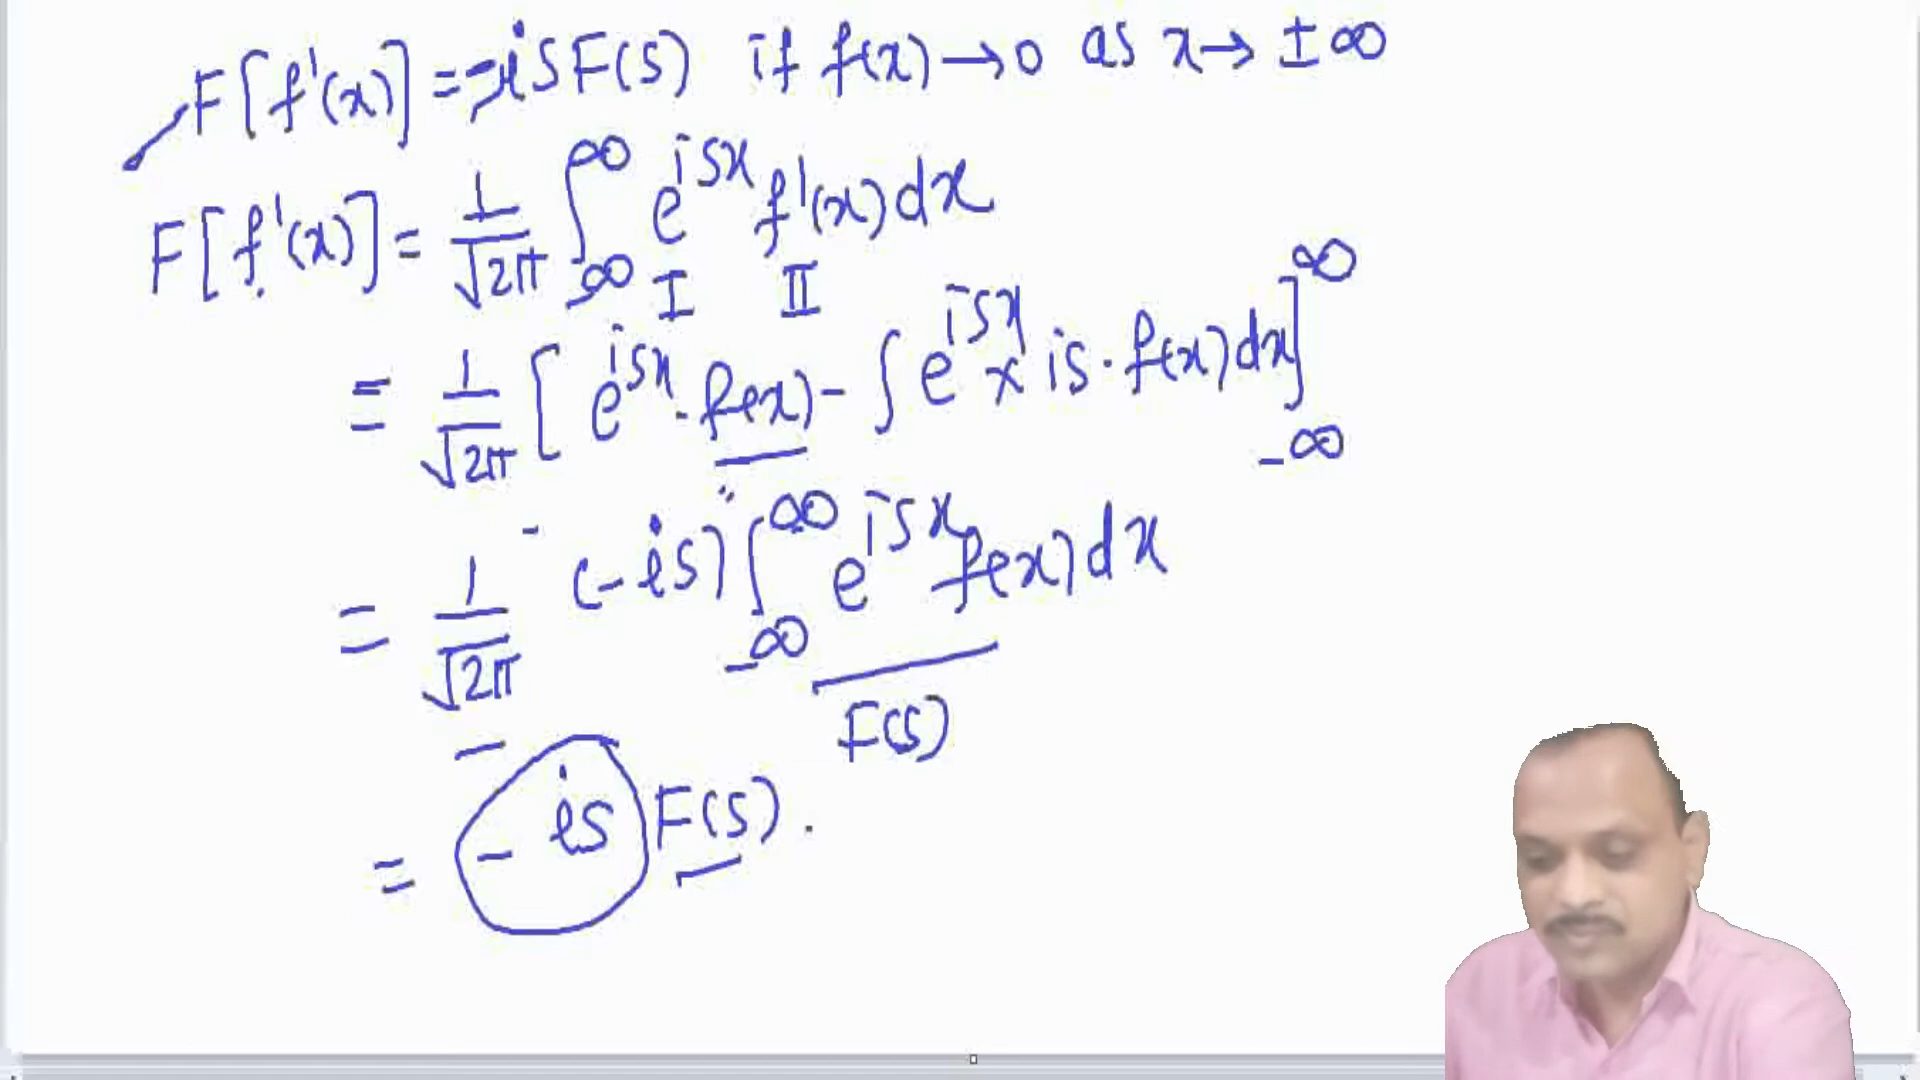 F[f'(x)] = -isF(s) if f(x) → 0 as x → ±∞
F[f'(x)] = 1/√2π ∫_{-∞}^{∞} e^{isx} f'(x)dx
I II
= 1/√2π [e^{isx}·f(x) - ∫e^{isx} × is·f(x)dx]_{-∞}^{∞}
= 1/√2π (-is) ∫_{-∞}^{∞} e^{isx} f(x)dx
F(s)
= -is F(s).